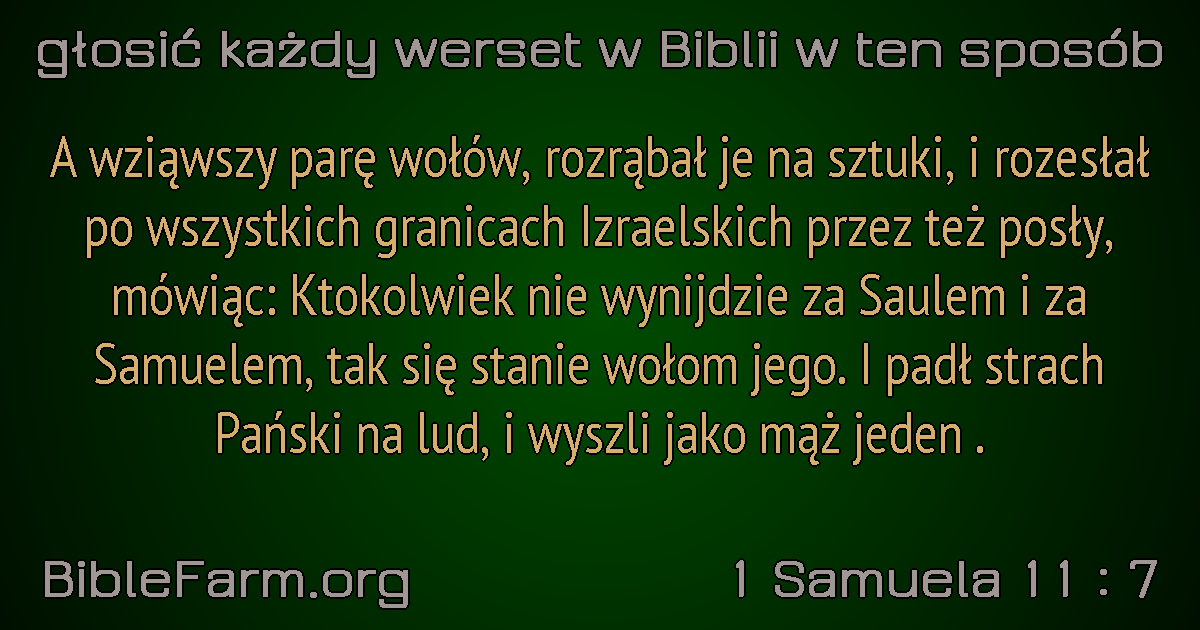 głosić każdy werset w Biblii w ten sposób
A wziąwszy parę wołów, rozrąbał je na sztuki, i rozesłał
po wszystkich granicach Izraelskich przez też posły,
mówiąc: Ktokolwiek nie wynijdzie za Saulem i za
Samuelem, tak się stanie wołom jego. I padł strach
Pański na lud, i wyszli jako mąż jeden .
BibleFarm.org
1 Samuela 11 : 7